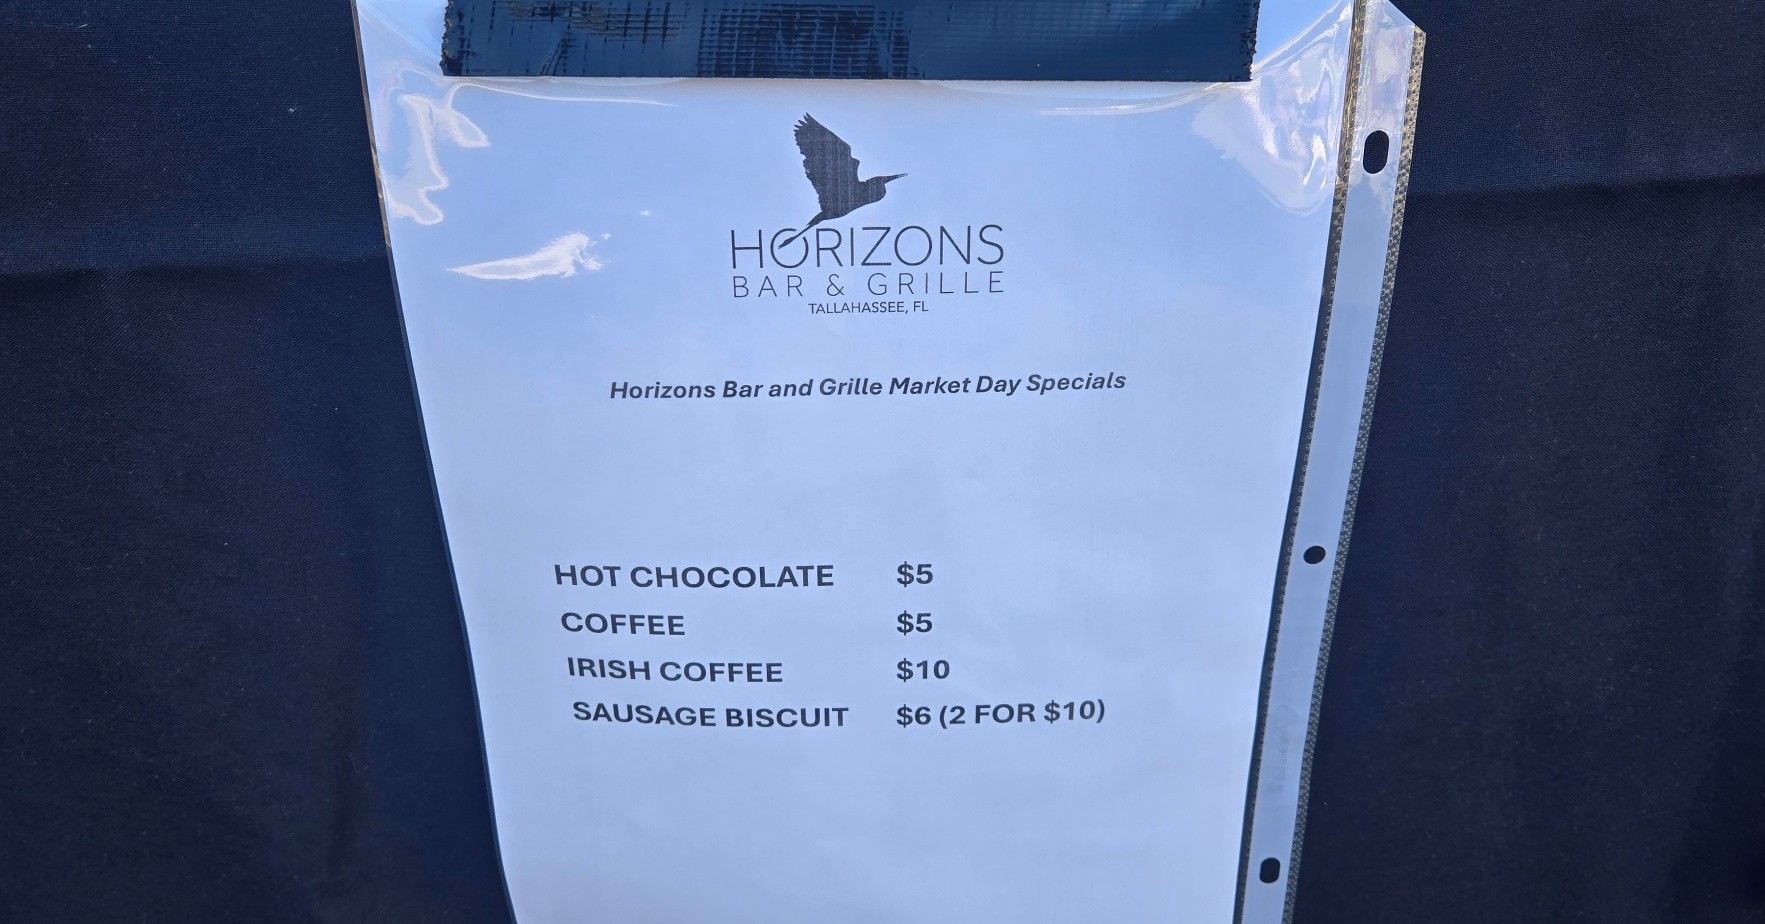 HORIZONS
BAR & GRILLE
TALLAHASSEE, FL
Horizons Bar and Grille Market Day Specials
HOT CHOCOLATE $5
COFFEE $5
IRISH COFFEE $10
SAUSAGE BISCUIT $6 (2 FOR $10)